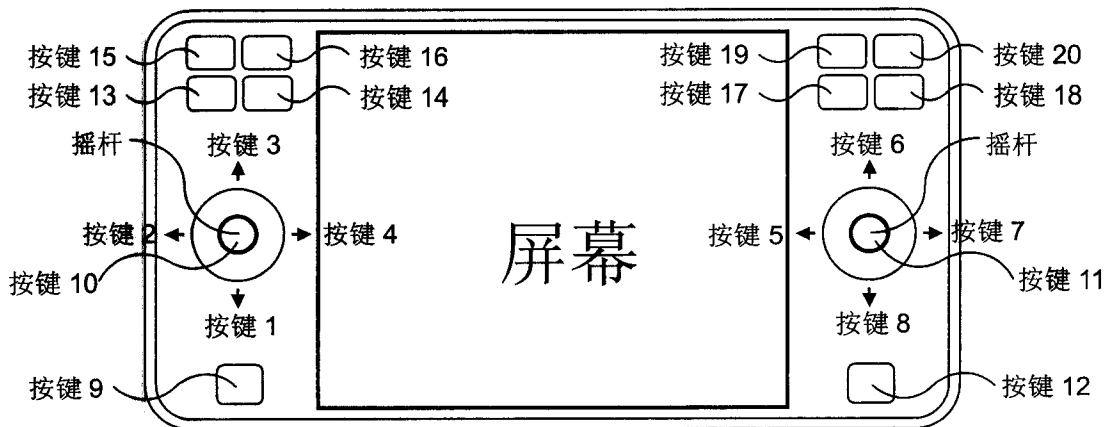 按键 15
按键 16
按键 19
按键 20
按键 13
按键 14
按键 17
按键 18
摇杆
按键 3
按键 6
摇杆
按键 2
按键 4
屏幕
按键 5
按键 7
按键 10
按键 11
按键 1
按键 8
按键 9
按键 12